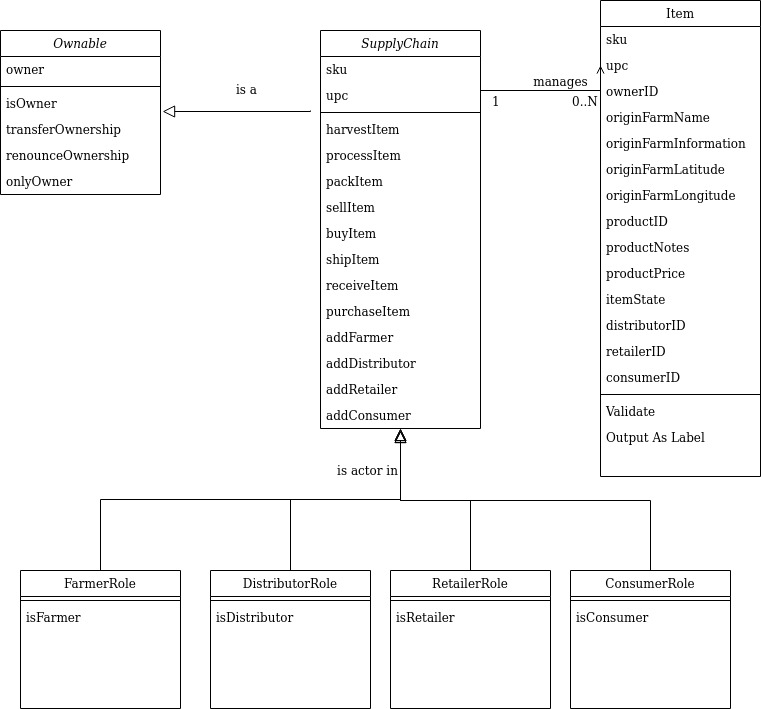 Ownable
owner
isOwner
transferOwnership
renounceOwnership
onlyOwner
is a
SupplyChain
sku
upc
harvestItem
processItem
packItem
sellItem
buyItem
shipItem
receiveItem
purchaseItem
addFarmer
addDistributor
addRetailer
addConsumer
manages
1
0..N
Item
sku
upc
ownerID
originFarmName
originFarmInformation
originFarmLatitude
originFarmLongitude
productID
productNotes
productPrice
itemState
distributorID
retailerID
consumerID
Validate
Output As Label
is actor in
FarmerRole
isFarmer
DistributorRole
isDistributor
RetailerRole
isRetailer
ConsumerRole
isConsumer